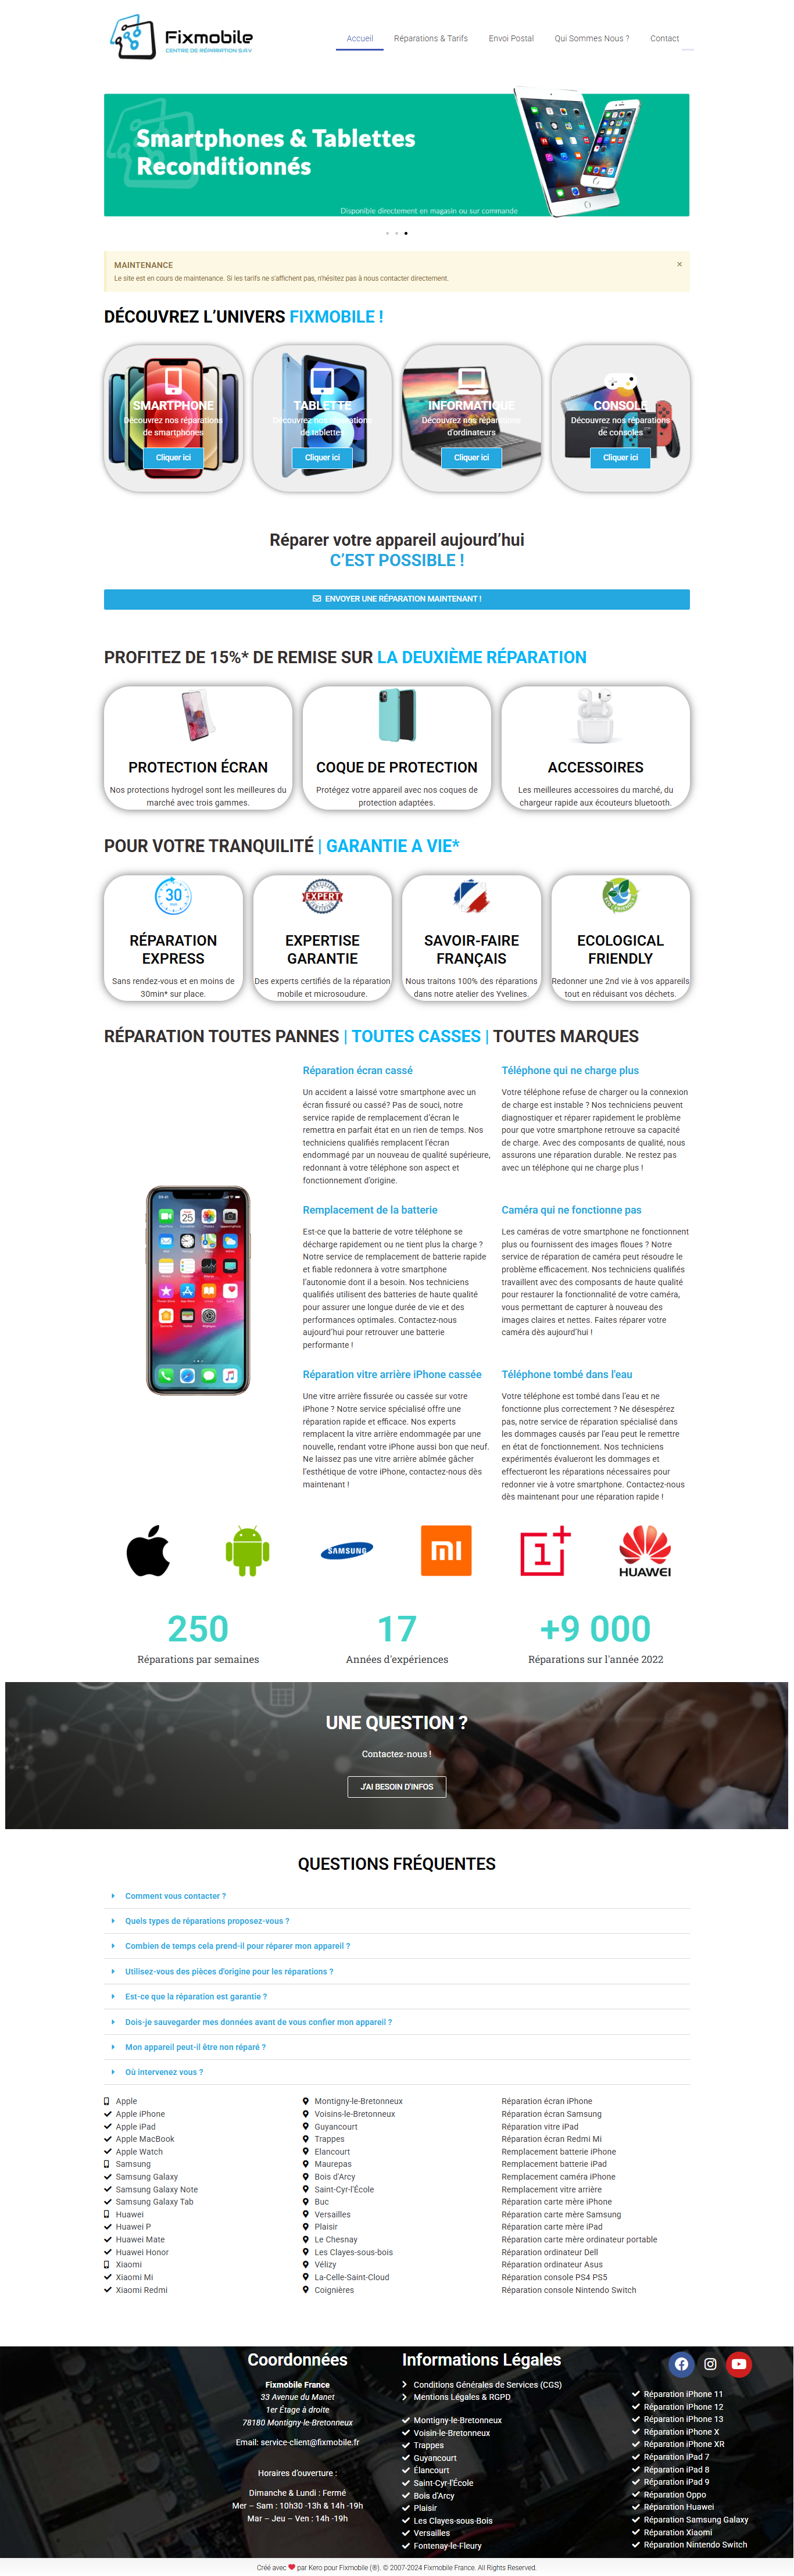 Fixmobile
CENTRE DE RÉPARATION S.A.V
Accueil
Réparations & Tarifs
Envoi Postal
Qui Sommes Nous ?
Contact
Smartphones & Tablettes
Reconditionnés
Disponible directement en magasin ou sur commande
MAINTENANCE
×
Le site est en cours de maintenance. Si les tarifs ne s'affichent pas, n'hésitez pas à nous contacter directement.
DÉCOUVREZ L'UNIVERS FIXMOBILE !
SMARTPHONE
Découvrez nos réparations
de smartphones
Cliquer ici
TABLETTE
Découvrez nos réparations
de tablettes
Cliquer ici
INFORMATIQUE
Découvrez nos réparations
d'ordinateurs
Cliquer ici
CONSOLE
Découvrez nos réparations
de consoles
Cliquer ici
Réparer votre appareil aujourd'hui
C'EST POSSIBLE !
ENVOYER UNE RÉPARATION MAINTENANT !
PROFITEZ DE 15%* DE REMISE SUR LA DEUXIÈME RÉPARATION
PROTECTION ÉCRAN
Nos protections hydrogel sont les meilleures du
marché avec trois gammes.
COQUE DE PROTECTION
Protégez votre appareil avec nos coques de
protection adaptées.
ACCESSOIRES
Les meilleures accessoires du marché, du
chargeur rapide aux écouteurs bluetooth.
POUR VOTRE TRANQUILITÉ | GARANTIE A VIE*
30
RÉPARATION
EXPRESS
Sans rendez-vous et en moins de
30min* sur place.
EXPERT
EXPERTISE
GARANTIE
Des experts certifiés de la réparation
mobile et microsoudure.
SAVOIR-FAIRE
FRANÇAIS
Nous traitons 100% des réparations
dans notre atelier des Yvelines.
ECOLOGICAL
FRIENDLY
Redonner une 2nd vie à vos appareils
tout en réduisant vos déchets.
RÉPARATION TOUTES PANNES | TOUTES CASSES | TOUTES MARQUES
Réparation écran cassé
Un accident a laissé votre smartphone avec un
écran fissuré ou cassé? Pas de souci, notre
service rapide de remplacement d'écran le
remettra en parfait état en un rien de temps. Nos
techniciens qualifiés remplacent l'écran
endommagé par un nouveau de qualité supérieure,
redonnant à votre téléphone son aspect et
fonctionnement d'origine.
Téléphone qui ne charge plus
Votre téléphone refuse de charger ou la connexion
de charge est instable ? Nos techniciens peuvent
diagnostiquer et réparer rapidement le problème
pour que votre smartphone retrouve sa capacité
de charge. Avec des composants de qualité, nous
assurons une réparation durable. Ne restez pas
avec un téléphone qui ne charge plus !
Remplacement de la batterie
Est-ce que la batterie de votre téléphone se
décharge rapidement ou ne tient plus la charge ?
Notre service de remplacement de batterie rapide
et fiable redonnera à votre smartphone
l'autonomie dont il a besoin. Nos techniciens
qualifiés utilisent des batteries de haute qualité
pour assurer une longue durée de vie et des
performances optimales. Contactez-nous
aujourd'hui pour retrouver une batterie
performante !
Caméra qui ne fonctionne pas
Les caméras de votre smartphone ne fonctionnent
plus ou fournissent des images floues ? Notre
service de réparation de caméra peut résoudre le
problème efficacement. Nos techniciens qualifiés
travaillent avec des composants de haute qualité
pour restaurer la fonctionnalité de votre caméra,
vous permettant de capturer à nouveau des
images claires et nettes. Faites réparer votre
caméra dès aujourd'hui !
Réparation vitre arrière iPhone cassée
Une vitre arrière fissurée ou cassée sur votre
iPhone ? Notre service spécialisé offre une
réparation rapide et efficace. Nos experts
remplacent la vitre arrière endommagée par une
nouvelle, rendant votre iPhone aussi bon que neuf.
Ne laissez pas une vitre arrière abîmée gâcher
l'esthétique de votre iPhone, contactez-nous dès
maintenant !
Téléphone tombé dans l'eau
Votre téléphone est tombé dans l'eau et ne
fonctionne plus correctement ? Ne désespérez
pas, notre service de réparation spécialisé dans
les dommages causés par l'eau peut le remettre
en état de fonctionnement. Nos techniciens
expérimentés évalueront les dommages et
effectueront les réparations nécessaires pour
redonner vie à votre smartphone. Contactez-nous
dès maintenant pour une réparation rapide !
SAMSUNG
HUAWEI
250
Réparations par semaines
17
Années d'expériences
+9 000
Réparations sur l'année 2022
UNE QUESTION ?
Contactez-nous !
J'AI BESOIN D'INFOS
QUESTIONS FRÉQUENTES
Comment vous contacter ?
Quels types de réparations proposez-vous ?
Combien de temps cela prend-il pour réparer mon appareil ?
Utilisez-vous des pièces d'origine pour les réparations ?
Est-ce que la réparation est garantie ?
Dois-je sauvegarder mes données avant de vous confier mon appareil ?
Mon appareil peut-il être non réparé ?
Où intervenez vous ?
Apple
Apple iPhone
Apple iPad
Apple MacBook
Apple Watch
Samsung
Samsung Galaxy
Samsung Galaxy Note
Samsung Galaxy Tab
Huawei
Huawei P
Huawei Mate
Huawei Honor
Xiaomi
Xiaomi Mi
Xiaomi Redmi
Montigny-le-Bretonneux
Voisins-le-Bretonneux
Guyancourt
Trappes
Elancourt
Maurepas
Bois d'Arcy
Saint-Cyr-l'École
Buc
Versailles
Plaisir
Le Chesnay
Les Clayes-sous-bois
Vélizy
La-Celle-Saint-Cloud
Coignières
Réparation écran iPhone
Réparation écran Samsung
Réparation vitre iPad
Réparation écran Redmi Mi
Remplacement batterie iPhone
Remplacement batterie iPad
Remplacement caméra iPhone
Remplacement vitre arrière
Réparation carte mère iPhone
Réparation carte mère Samsung
Réparation carte mère iPad
Réparation carte mère ordinateur portable
Réparation ordinateur Dell
Réparation ordinateur Asus
Réparation console PS4 PS5
Réparation console Nintendo Switch
Coordonnées
Fixmobile France
33 Avenue du Manet
1er Étage à droite
78180 Montigny-le-Bretonneux
Email: service-client@fixmobile.fr
Horaires d'ouverture :
Dimanche & Lundi : Fermé
Mer – Sam : 10h30 -13h & 14h -19h
Mar – Jeu – Ven : 14h -19h
Informations Légales
Conditions Générales de Services (CGS)
Mentions Légales & RGPD
Montigny-le-Bretonneux
Voisin-le-Bretonneux
Trappes
Guyancourt
Élancourt
Saint-Cyr-l'École
Bois d'Arcy
Plaisir
Les Clayes-sous-Bois
Versailles
Fontenay-le-Fleury
Réparation iPhone 11
Réparation iPhone 12
Réparation iPhone 13
Réparation iPhone X
Réparation iPhone XR
Réparation iPad 7
Réparation iPad 8
Réparation iPad 9
Réparation Oppo
Réparation Huawei
Réparation Samsung Galaxy
Réparation Xiaomi
Réparation Nintendo Switch
Créé avec ❤ par Kero pour Fixmobile (®). © 2007-2024 Fixmobile France. All Rights Reserved.